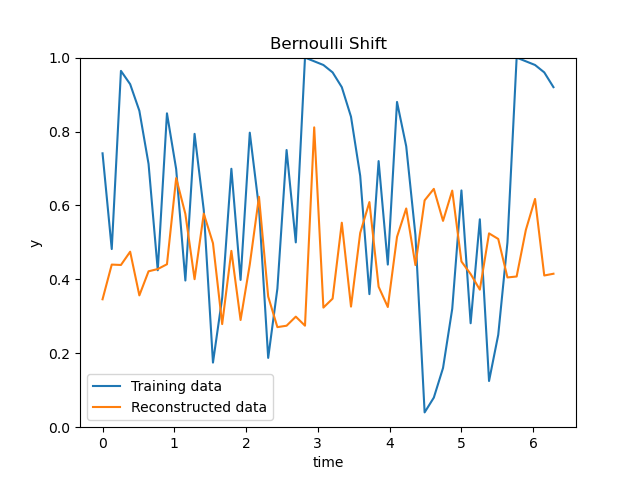 Bernoulli Shift
1.0
0.8
0.6
0.4
0.2
0.0
y
Training data
Reconstructed data
0 1 2 3 4 5 6
time